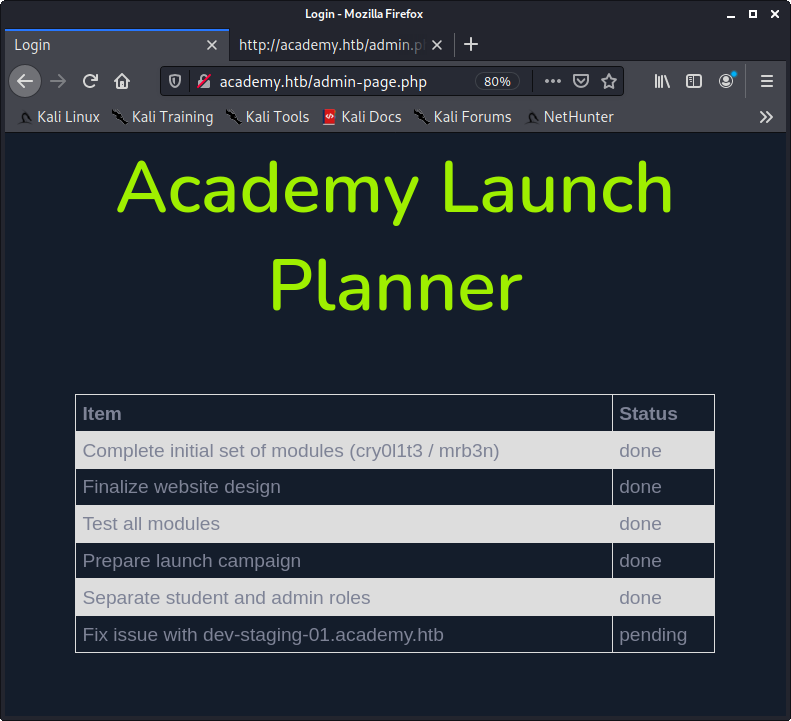 Login - Mozilla Firefox
Login http://academy.htb/admin.p
academy.htb/admin-page.php 80%
Kali Linux Kali Training Kali Tools Kali Docs Kali Forums NetHunter
Academy Launch
Planner
Item Status
Complete initial set of modules (cry0l1t3 / mrb3n) done
Finalize website design done
Test all modules done
Prepare launch campaign done
Separate student and admin roles done
Fix issue with dev-staging-01.academy.htb pending